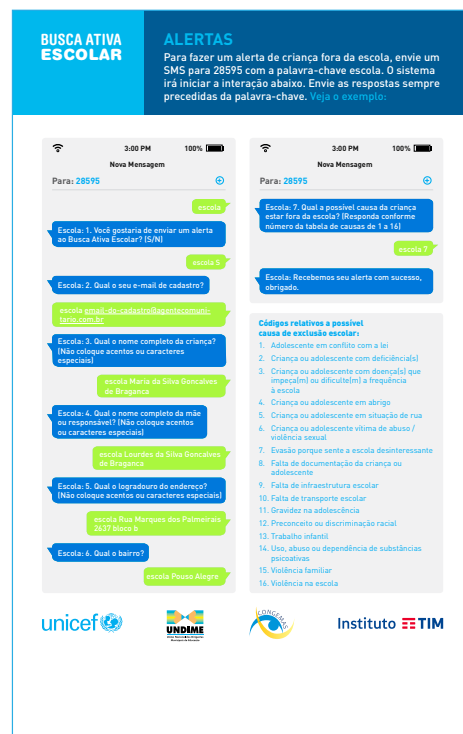 BUSCA ATIVA
ESCOLAR
ALERTAS
Para fazer um alerta de criança fora da escola, envie um
SMS para 28595 com a palavra-chave escola. O sistema
irá iniciar a interação abaixo. Envie as respostas sempre
precedidas da palavra-chave. Veja o exemplo:
3:00 PM 100%
Nova Mensagem
Para: 28595
escola
Escola: 1. Você gostaria de enviar um alerta
ao Busca Ativa Escolar? (S/N)
escola S
Escola: 2. Qual o seu e-mail de cadastro?
escola email-do-cadastro@agentecomuni-
tario.com.br
Escola: 3. Qual o nome completo da criança?
(Não coloque acentos ou caracteres
especiais)
escola Maria da Silva Goncalves
de Braganca
Escola: 4. Qual o nome completo da mãe
ou responsável? (Não coloque acentos
ou caracteres especiais)
escola Lourdes da Silva Goncalves
de Braganca
Escola: 5. Qual o logradouro do endereço?
(Não coloque acentos ou caracteres especiais)
escola Rua Marques dos Palmeirais
2637 bloco b
Escola: 6. Qual o bairro?
escola Pouso Alegre
3:00 PM 100%
Nova Mensagem
Para: 28595
Escola: 7. Qual a possível causa da criança
estar fora da escola? (Responda conforme
número da tabela de causas de 1 a 16)
escola 7
Escola: Recebemos seu alerta com sucesso,
obrigado.
Códigos relativos a possível
causa de exclusão escolar:
1. Adolescente em conflito com a lei
2. Criança ou adolescente com deficiência(s)
3. Criança ou adolescente com doença(s) que
impeça(m) ou dificulte(m) a frequência
à escola
4. Criança ou adolescente em abrigo
5. Criança ou adolescente em situação de rua
6. Criança ou adolescente vítima de abuso /
violência sexual
7. Evasão porque sente a escola desinteressante
8. Falta de documentação da criança ou
adolescente
9. Falta de infraestrutura escolar
10. Falta de transporte escolar
11. Gravidez na adolescência
12. Preconceito ou discriminação racial
13. Trabalho infantil
14. Uso, abuso ou dependência de substâncias
psicoativas
15. Violência familiar
16. Violência na escola
unicef
UNDIME
CONGEMAS
Instituto TIM